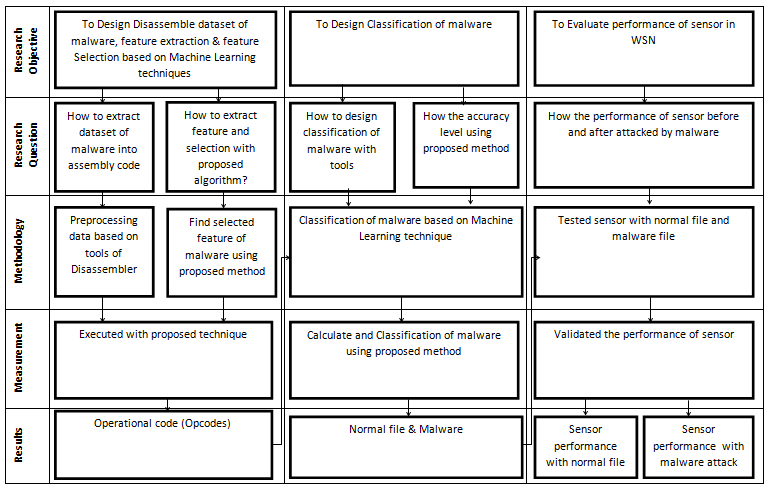 Research
Objective
To Design Disassemble dataset of
malware, feature extraction & feature
Selection based on Machine Learning
techniques
To Design Classification of malware
To Evaluate performance of sensor in
WSN
Research
Question
How to extract
dataset of
malware into
assembly code
How to extract
feature and
selection with
proposed
algorithm?
How to design
classification of
malware with
tools
How the accuracy
level using
proposed method
How the performance of sensor before
and after attacked by malware
Methodology
Preprocessing
data based on
tools of
Disassembler
Find selected
feature of
malware using
proposed method
Classification of malware based on Machine
Learning technique
Tested sensor with normal file and
malware file
Measurement
Executed with proposed technique
Calculate and Classification of malware
using proposed method
Validated the performance of sensor
Results
Operational code (Opcodes)
Normal file & Malware
Sensor
performance
with normal file
Sensor
performance with
malware attack